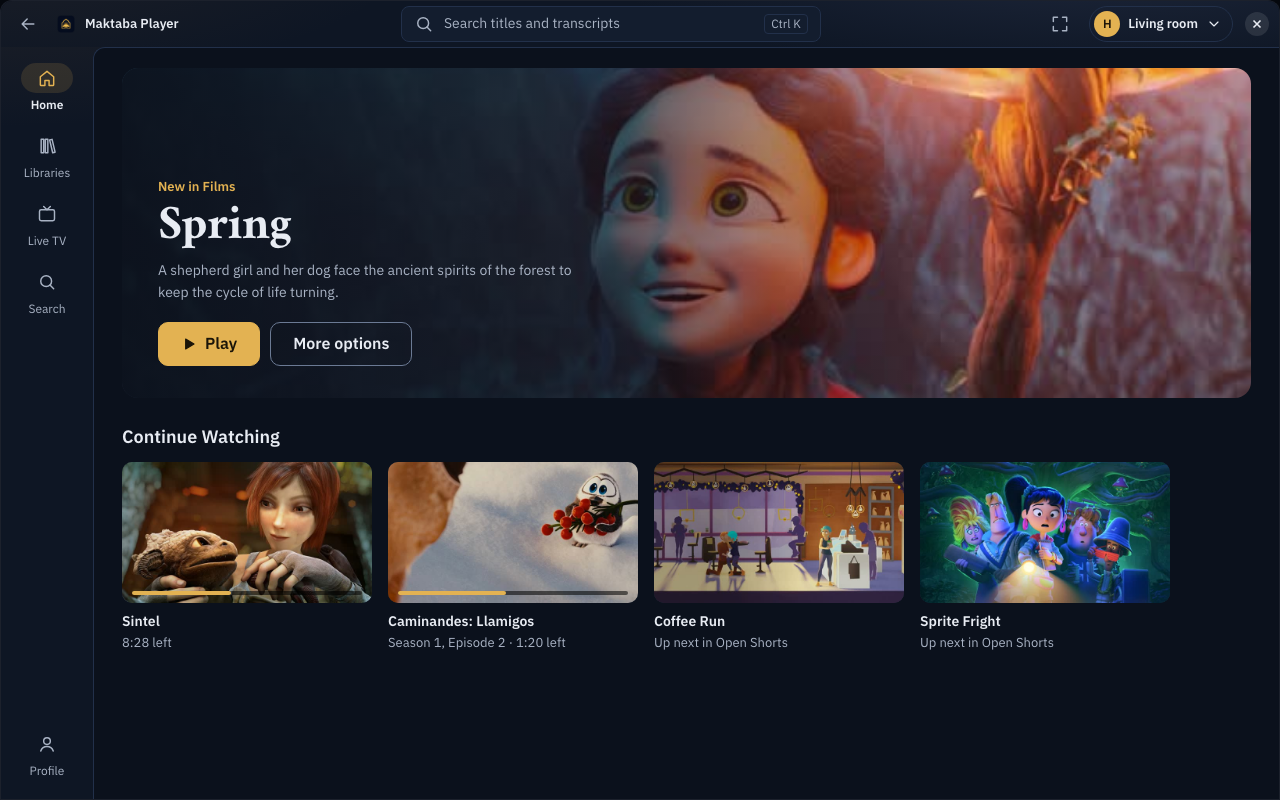 Maktaba Player
Search titles and transcripts
Ctrl K
H
Living room
Home
Libraries
Live TV
Search
Profile
New in Films
Spring
A shepherd girl and her dog face the ancient spirits of the forest to
keep the cycle of life turning.
Play
More options
Continue Watching
Sintel
8:28 left
Caminandes: Llamigos
Season 1, Episode 2 · 1:20 left
Coffee Run
Up next in Open Shorts
Sprite Fright
Up next in Open Shorts